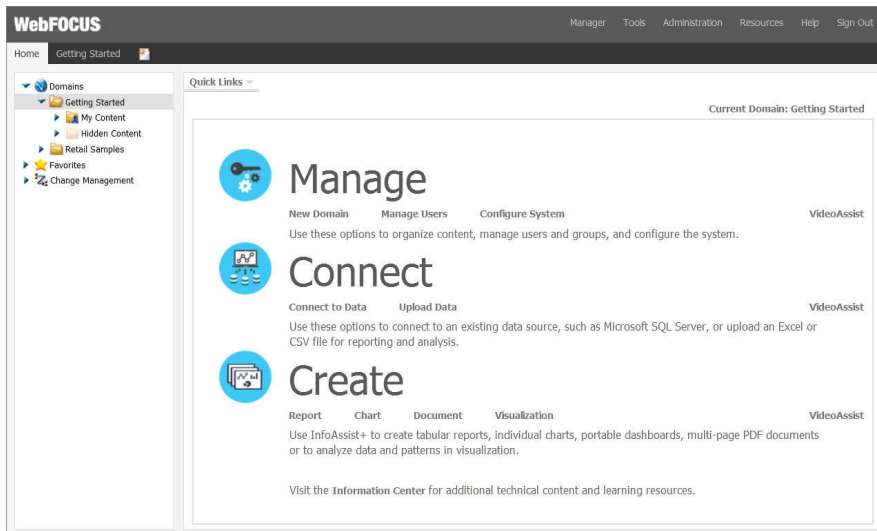 WebFOCUS
Manager Tools Administration Resources Help Sign Out
Home Getting Started
Domains
Getting Started
My Content
Hidden Content
Retail Samples
Favorites
Change Management
Quick Links
Current Domain: Getting Started
Manage
New Domain Manage Users Configure System VideoAssist
Use these options to organize content, manage users and groups, and configure the system.
Connect
Connect to Data Upload Data VideoAssist
Use these options to connect to an existing data source, such as Microsoft SQL Server, or upload an Excel or
CSV file for reporting and analysis.
Create
Report Chart Document Visualization VideoAssist
Use InfoAssist+ to create tabular reports, individual charts, portable dashboards, multi-page PDF documents
or to analyze data and patterns in visualization.
Visit the Information Center for additional technical content and learning resources.